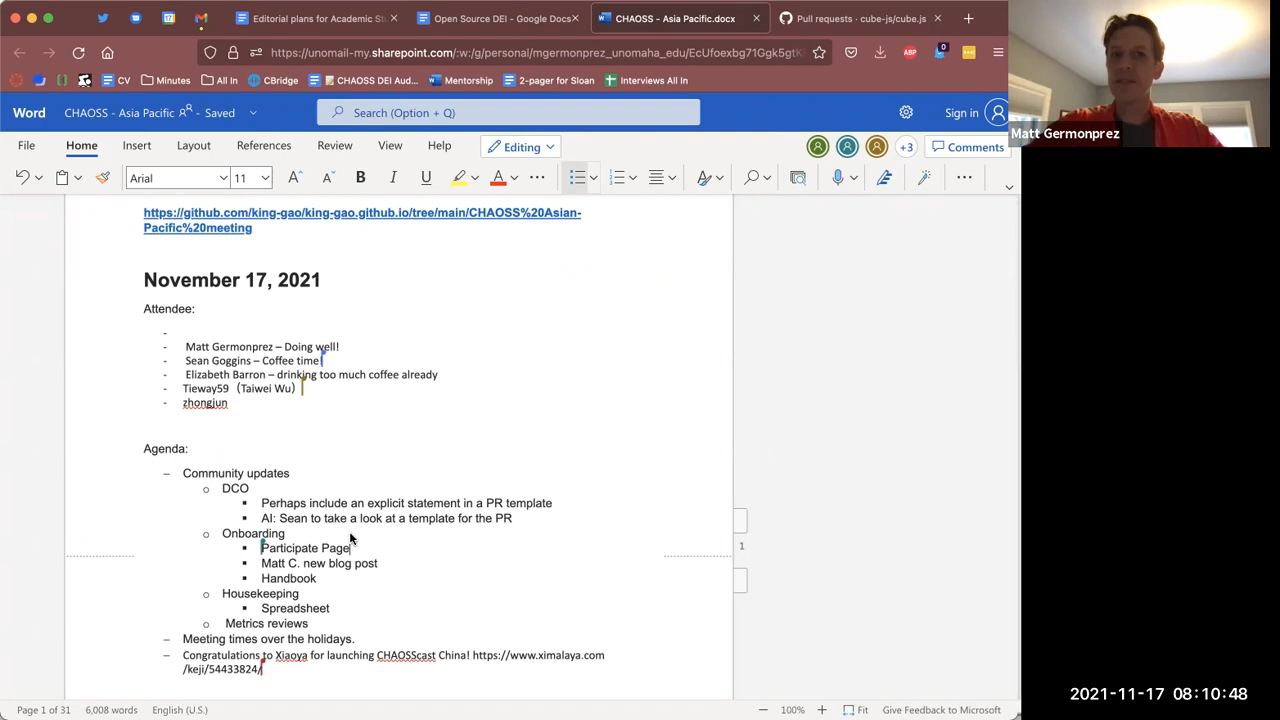 Editorial plans for Academic Stu
Open Source DEI - Google Docs
CHAOSS - Asia Pacific.docx
Pull requests · cube-js/cube.js
https://unomail-my.sharepoint.com/:w:/g/personal/mgermonprez_unomaha_edu/EcUfoexbg71Ggk5gtK
ABP
0
CV
Minutes
All In
CBridge
CHAOSS DEI Aud...
Mentorship
2-pager for Sloan
Interviews All In
Matt Germonprez
Word
CHAOSS - Asia Pacific - Saved
Search (Option + Q)
Sign in
File
Home
Insert
Layout
References
Review
View
Help
Editing
+3
Comments
Arial
11
https://github.com/king-gao/king-gao.github.io/tree/main/CHAOSS%20Asian-
Pacific%20meeting
November 17, 2021
Attendee:
-
- Matt Germonprez – Doing well!
- Sean Goggins – Coffee time!
- Elizabeth Barron – drinking too much coffee already
- Tieway59（Taiwei Wu）
- zhongjun
Agenda:
– Community updates
o DCO
▪ Perhaps include an explicit statement in a PR template
▪ AI: Sean to take a look at a template for the PR
o Onboarding
▪ Participate Page
▪ Matt C. new blog post
▪ Handbook
o Housekeeping
▪ Spreadsheet
o Metrics reviews
– Meeting times over the holidays.
– Congratulations to Xiaoya for launching CHAOSScast China! https://www.ximalaya.com
/keji/54433824/
1
2021-11-17 08:10:48
Page 1 of 31
6,008 words
English (U.S.)
100%
Fit
Give Feedback to Microsoft